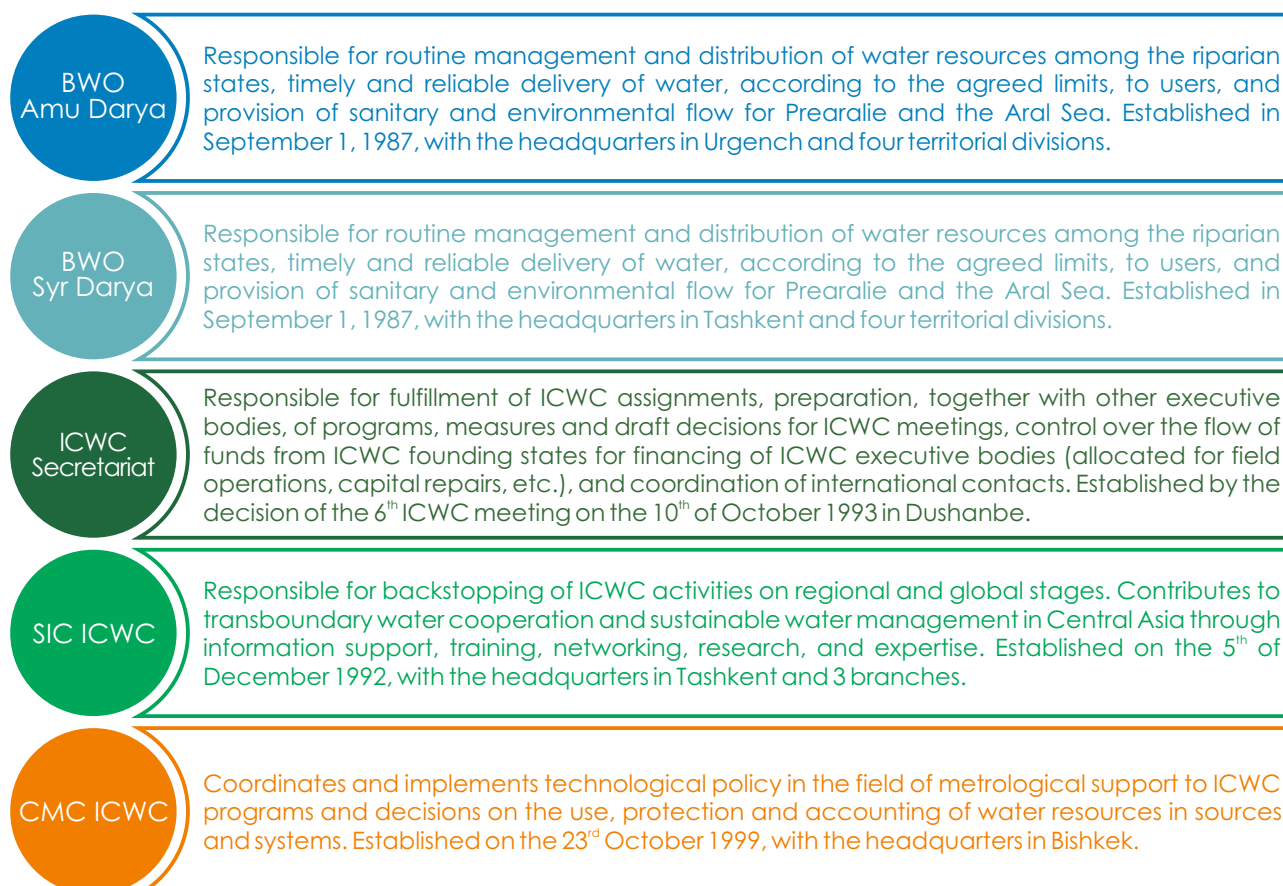 BWO
Amu Darya
Responsible for routine management and distribution of water resources among the riparian
states, timely and reliable delivery of water, according to the agreed limits, to users, and
provision of sanitary and environmental flow for Prearalie and the Aral Sea. Established in
September 1, 1987, with the headquarters in Urgench and four territorial divisions.
BWO
Syr Darya
Responsible for routine management and distribution of water resources among the riparian
states, timely and reliable delivery of water, according to the agreed limits, to users, and
provision of sanitary and environmental flow for Prearalie and the Aral Sea. Established in
September 1, 1987, with the headquarters in Tashkent and four territorial divisions.
ICWC
Secretariat
Responsible for fulfillment of ICWC assignments, preparation, together with other executive
bodies, of programs, measures and draft decisions for ICWC meetings, control over the flow of
funds from ICWC founding states for financing of ICWC executive bodies (allocated for field
operations, capital repairs, etc.), and coordination of international contacts. Established by the
decision of the 6th ICWC meeting on the 10th of October 1993 in Dushanbe.
SIC ICWC
Responsible for backstopping of ICWC activities on regional and global stages. Contributes to
transboundary water cooperation and sustainable water management in Central Asia through
information support, training, networking, research, and expertise. Established on the 5th of
December 1992, with the headquarters in Tashkent and 3 branches.
CMC ICWC
Coordinates and implements technological policy in the field of metrological support to ICWC
programs and decisions on the use, protection and accounting of water resources in sources
and systems. Established on the 23rd October 1999, with the headquarters in Bishkek.